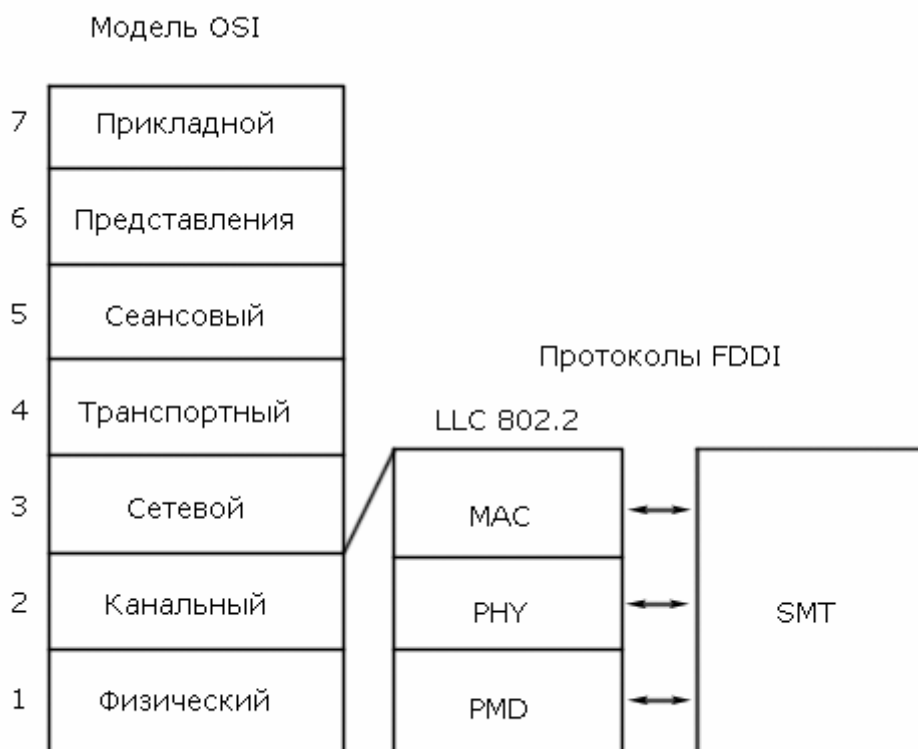 Модель OSI
7 Прикладной
6 Представления
5 Сеансовый
Протоколы FDDI
4 Транспортный
LLC 802.2
3 Сетевой
MAC
2 Канальный
PHY
SMT
1 Физический
PMD